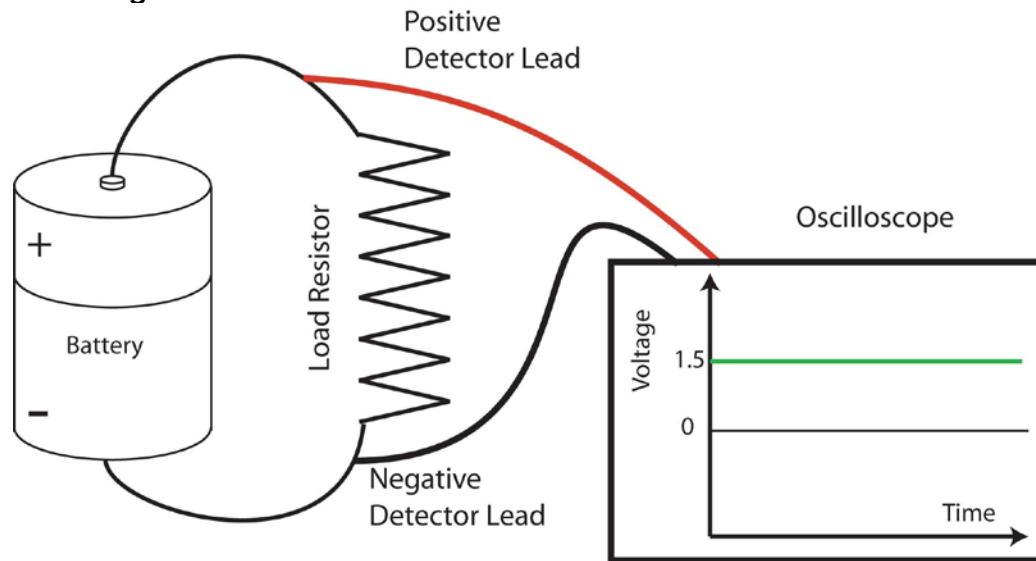 Positive
Detector Lead
Oscilloscope
+
Battery
-
Load Resistor
Voltage
1.5
0
Time
Negative
Detector Lead